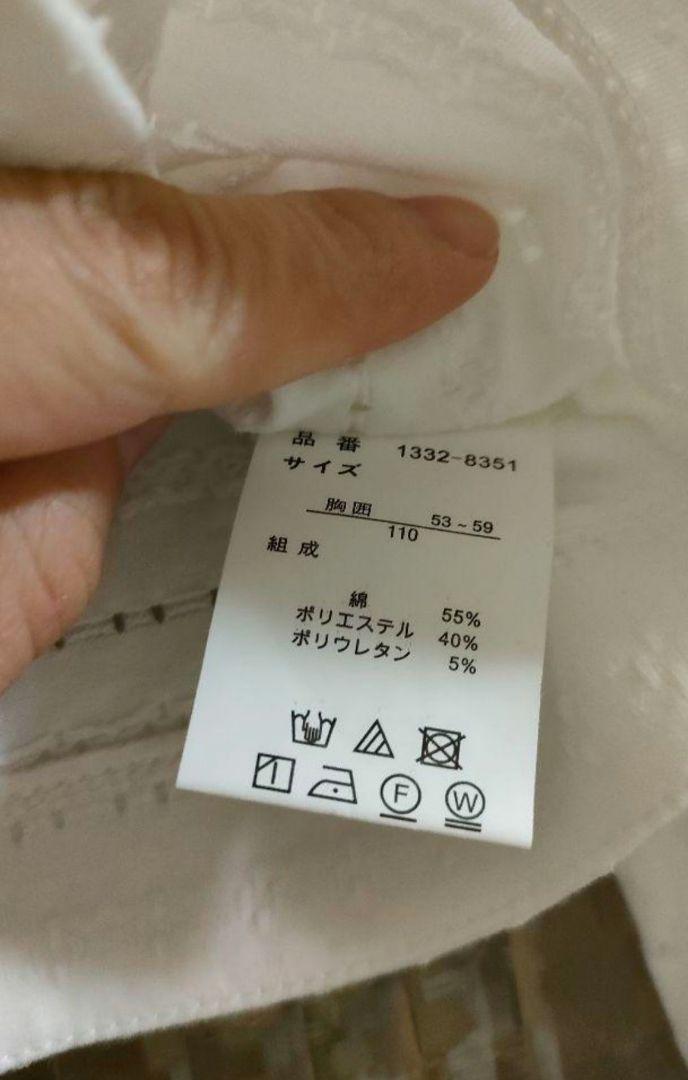 品番 1332-8351
サイズ
胸囲 53~59
110
組成
綿 55%
ポリエステル 40%
ポリウレタン 5%
F W